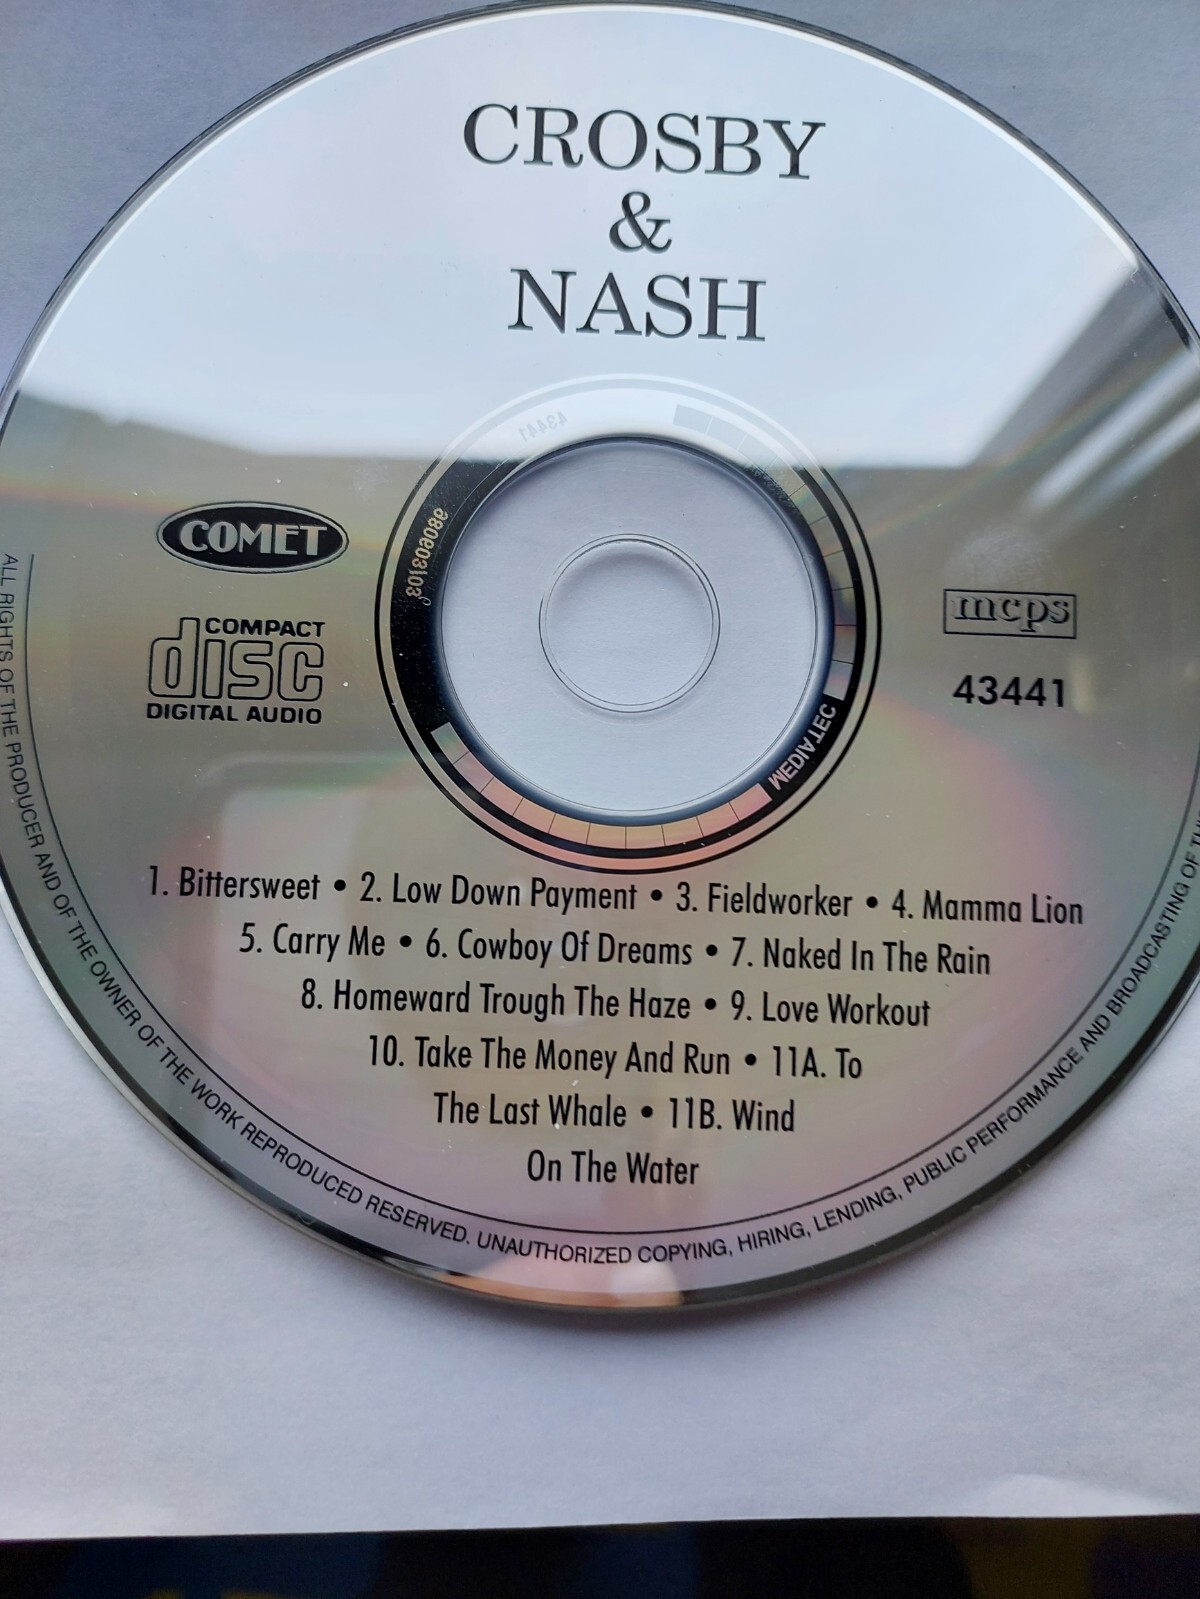 CROSBY
&
NASH
43441
980603103
COMET
COMPACT
disc
DIGITAL AUDIO
mcps
43441
MEDIATEC
1. Bittersweet • 2. Low Down Payment • 3. Fieldworker • 4. Mamma Lion
5. Carry Me • 6. Cowboy Of Dreams • 7. Naked In The Rain
8. Homeward Trough The Haze • 9. Love Workout
10. Take The Money And Run • 11A. To
The Last Whale • 11B. Wind
On The Water
ALL RIGHTS OF THE PRODUCER AND OF THE OWNER OF THE WORK REPRODUCED RESERVED. UNAUTHORIZED COPYING, HIRING, LENDING, PUBLIC PERFORMANCE AND BROADCASTING OF